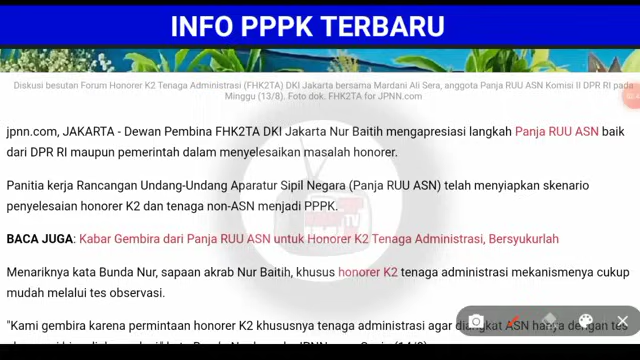 INFO PPPK TERBARU
Diskusi besutan Forum Honorer K2 Tenaga Administrasi (FHK2TA) DKI Jakarta bersama Mardani Ali Sera, anggota Panja RUU ASN Komisi II DPR RI pada
Minggu (13/8). Foto dok. FHK2TA for JPNN.com
jpnn.com, JAKARTA - Dewan Pembina FHK2TA DKI Jakarta Nur Baitih mengapresiasi langkah Panja RUU ASN baik
dari DPR RI maupun pemerintah dalam menyelesaikan masalah honorer.
Panitia kerja Rancangan Undang-Undang Aparatur Sipil Negara (Panja RUU ASN) telah menyiapkan skenario
penyelesaian honorer K2 dan tenaga non-ASN menjadi PPPK.
BACA JUGA: Kabar Gembira dari Panja RUU ASN untuk Honorer K2 Tenaga Administrasi, Bersyukurlah
Menariknya kata Bunda Nur, sapaan akrab Nur Baitih, khusus honorer K2 tenaga administrasi mekanismenya cukup
mudah melalui tes observasi.
"Kami gembira karena permintaan honorer K2 khususnya tenaga administrasi agar diangkat ASN hanya dengan tes